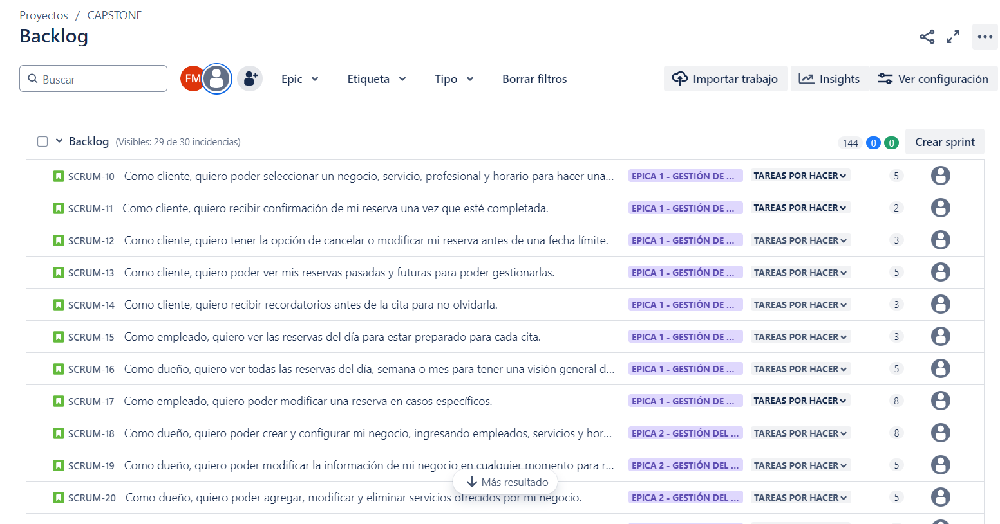 Proyectos / CAPSTONE
Backlog
Buscar FM Epic Etiqueta Tipo Borrar filtros Importar trabajo Insights Ver configuración
Backlog (Visibles: 29 de 30 incidencias) 144 0 0 Crear sprint
SCRUM-10 Como cliente, quiero poder seleccionar un negocio, servicio, profesional y horario para hacer una... EPICA 1 - GESTIÓN DE ... TAREAS POR HACER 5
SCRUM-11 Como cliente, quiero recibir confirmación de mi reserva una vez que esté completada. EPICA 1 - GESTIÓN DE ... TAREAS POR HACER 2
SCRUM-12 Como cliente, quiero tener la opción de cancelar o modificar mi reserva antes de una fecha límite. EPICA 1 - GESTIÓN DE ... TAREAS POR HACER 3
SCRUM-13 Como cliente, quiero poder ver mis reservas pasadas y futuras para poder gestionarlas. EPICA 1 - GESTIÓN DE ... TAREAS POR HACER 5
SCRUM-14 Como cliente, quiero recibir recordatorios antes de la cita para no olvidarla. EPICA 1 - GESTIÓN DE ... TAREAS POR HACER 3
SCRUM-15 Como empleado, quiero ver las reservas del día para estar preparado para cada cita. EPICA 1 - GESTIÓN DE ... TAREAS POR HACER 3
SCRUM-16 Como dueño, quiero ver todas las reservas del día, semana o mes para tener una visión general d... EPICA 1 - GESTIÓN DE ... TAREAS POR HACER 5
SCRUM-17 Como empleado, quiero poder modificar una reserva en casos específicos. EPICA 1 - GESTIÓN DE ... TAREAS POR HACER 8
SCRUM-18 Como dueño, quiero poder crear y configurar mi negocio, ingresando empleados, servicios y hor... EPICA 2 - GESTIÓN DEL ... TAREAS POR HACER 8
SCRUM-19 Como dueño, quiero poder modificar la información de mi negocio en cualquier momento para r... EPICA 2 - GESTIÓN DEL ... TAREAS POR HACER 5
Más resultado
SCRUM-20 Como dueño, quiero poder agregar, modificar y eliminar servicios ofrecidos por mi negocio. EPICA 2 - GESTIÓN DEL ... TAREAS POR HACER 5